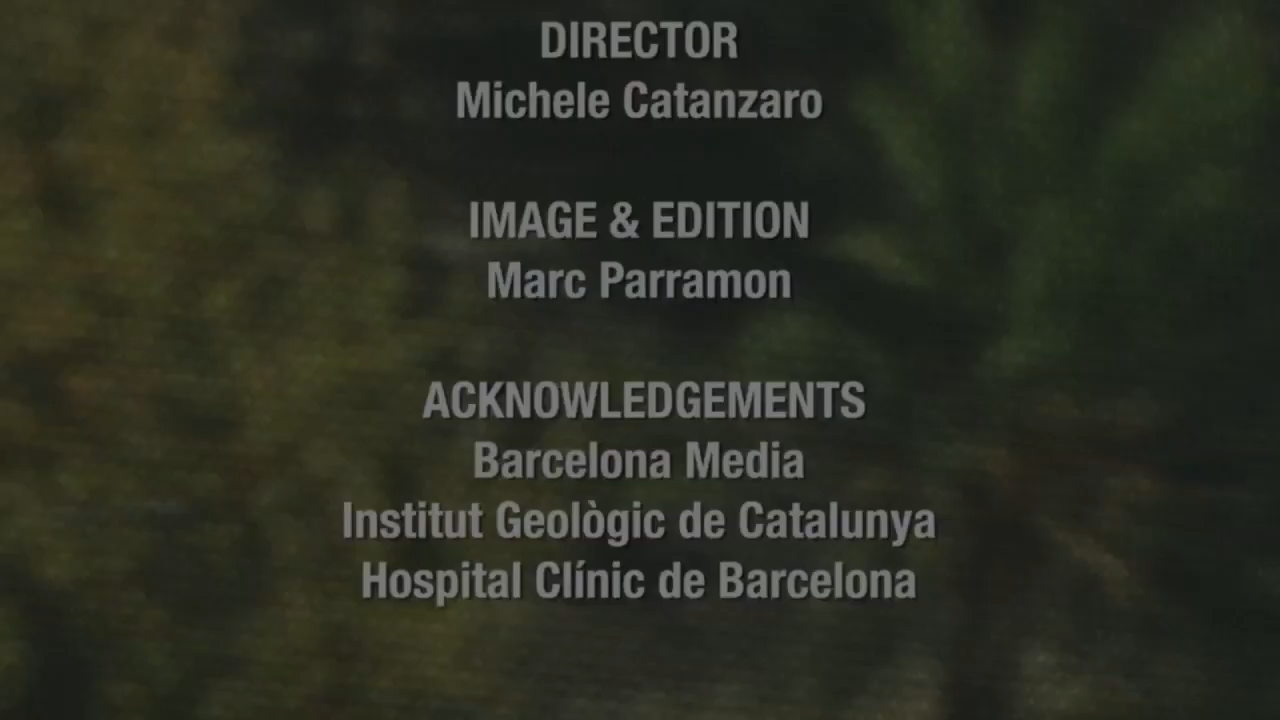 DIRECTOR
Michele Catanzaro
IMAGE & EDITION
Marc Parramon
ACKNOWLEDGEMENTS
Barcelona Media
Institut Geològic de Catalunya
Hospital Clínic de Barcelona